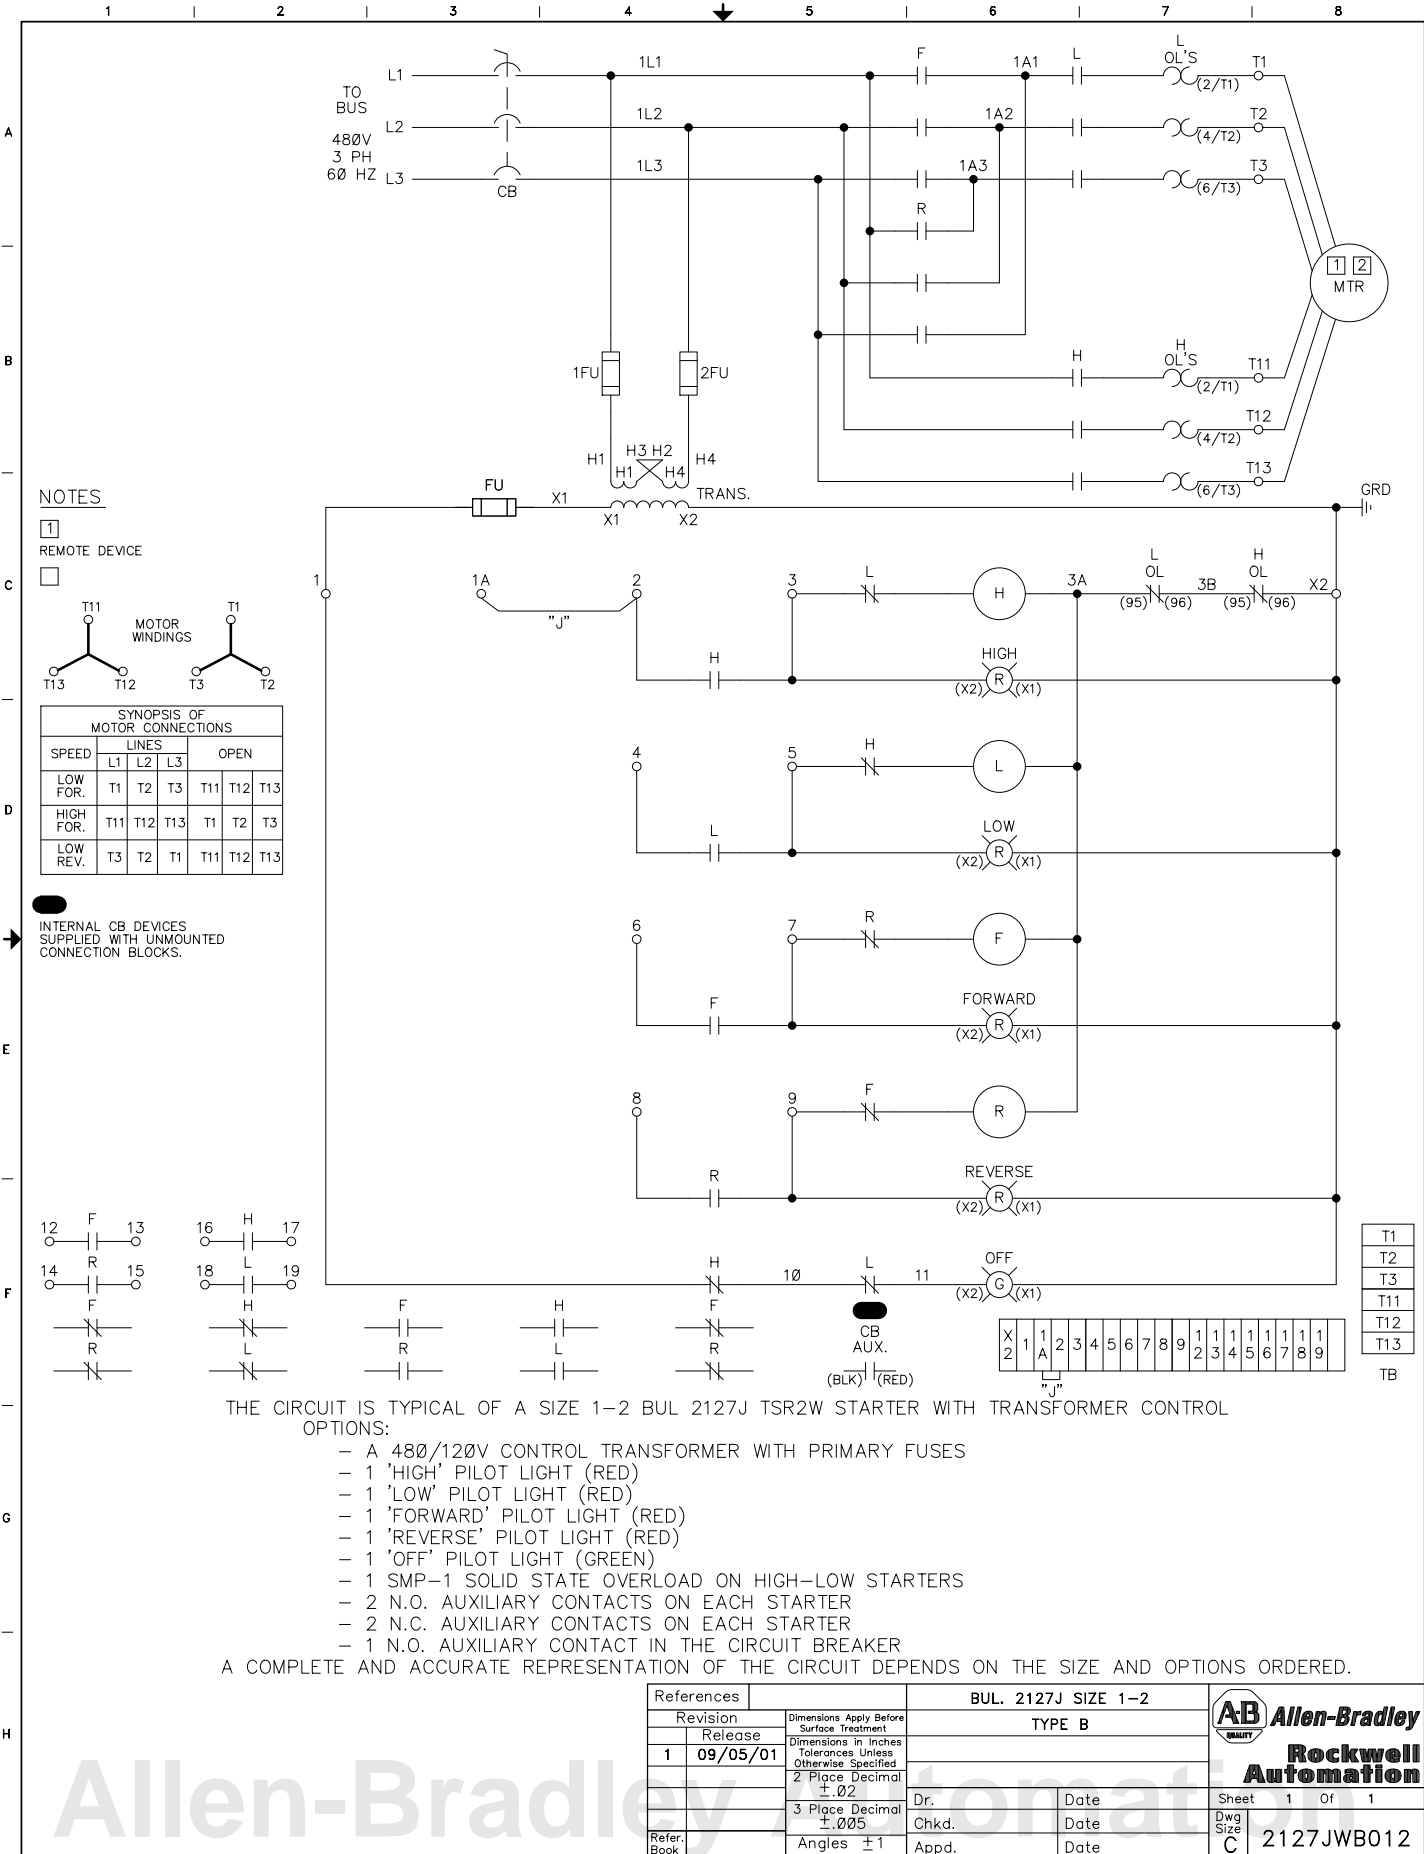 1 2 3 4 5 6 7 8
A
B
C
D
E
F
G
H
TO
BUS
480V
3 PH
60 HZ
L1
L2
L3
CB
1L1
1L2
1L3
F
1A1
1A2
1A3
L
L
OL'S
(2/T1)
T1
(4/T2)
T2
(6/T3)
T3
R
1 2
MTR
H
H
OL'S
(2/T1)
T11
(4/T2)
T12
(6/T3)
T13
1FU
2FU
H1
H3 H2
H1 H4
H4
TRANS.
FU
X1
X1 X2
GRD
NOTES
1
REMOTE DEVICE
T11
T13 T12
MOTOR
WINDINGS
T1
T3 T2
SYNOPSIS OF
MOTOR CONNECTIONS
SPEED LINES OPEN
L1 L2 L3
LOW
FOR.
T1 T2 T3 T11 T12 T13
HIGH
FOR.
T11 T12 T13 T1 T2 T3
LOW
REV.
T3 T2 T1 T11 T12 T13
INTERNAL CB DEVICES
SUPPLIED WITH UNMOUNTED
CONNECTION BLOCKS.
1 1A 2 3 L H 3A
"J"
L
OL
(95) (96)
3B
H
OL
(95) (96)
X2
H
HIGH
(X2) R (X1)
4 5 H L
L
LOW
(X2) R (X1)
6 7 R F
F
FORWARD
(X2) R (X1)
8 9 F R
R
REVERSE
(X2) R (X1)
H 10 L 11
OFF
(X2) G (X1)
12 F 13
16 H 17
14 R 15
18 L 19
F H F H F
R L R L R
CB
AUX.
(BLK) (RED)
X2 1 1A 2 3 4 5 6 7 8 9 12 13 14 15 16 17 18 19
"J"
T1
T2
T3
T11
T12
T13
TB
THE CIRCUIT IS TYPICAL OF A SIZE 1-2 BUL 2127J TSR2W STARTER WITH TRANSFORMER CONTROL
OPTIONS:
- A 480/120V CONTROL TRANSFORMER WITH PRIMARY FUSES
- 1 'HIGH' PILOT LIGHT (RED)
- 1 'LOW' PILOT LIGHT (RED)
- 1 'FORWARD' PILOT LIGHT (RED)
- 1 'REVERSE' PILOT LIGHT (RED)
- 1 'OFF' PILOT LIGHT (GREEN)
- 1 SMP-1 SOLID STATE OVERLOAD ON HIGH-LOW STARTERS
- 2 N.O. AUXILIARY CONTACTS ON EACH STARTER
- 2 N.C. AUXILIARY CONTACTS ON EACH STARTER
- 1 N.O. AUXILIARY CONTACT IN THE CIRCUIT BREAKER
A COMPLETE AND ACCURATE REPRESENTATION OF THE CIRCUIT DEPENDS ON THE SIZE AND OPTIONS ORDERED.
References
Revision
Release
1 09/05/01
Refer.
Book
Dimensions Apply Before
Surface Treatment
Dimensions in Inches
Tolerances Unless
Otherwise Specified
2 Place Decimal
±.02
3 Place Decimal
±.005
Angles ±1
BUL. 2127J SIZE 1-2
TYPE B
Dr. Date
Chkd. Date
Appd. Date
A-B
QUALITY
Allen-Bradley
Rockwell
Automation
Sheet 1 Of 1
Dwg
Size
C
2127JWB012
Allen-Bradley Automation